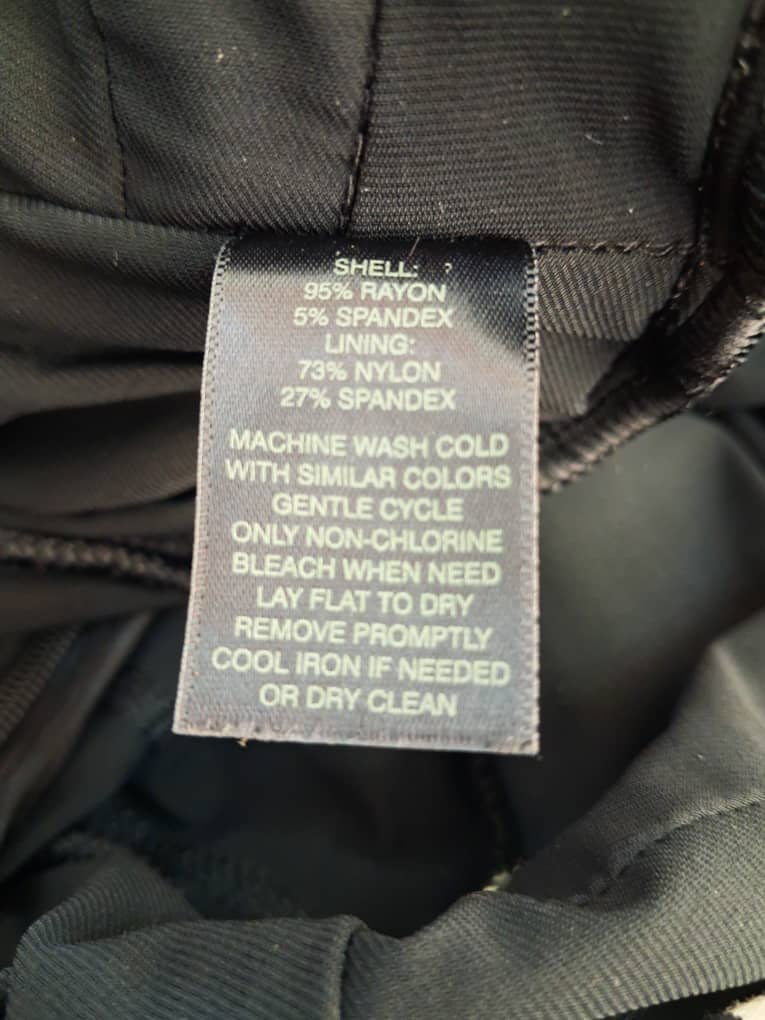 SHELL:
95% RAYON
5% SPANDEX
LINING:
73% NYLON
27% SPANDEX
MACHINE WASH COLD
WITH SIMILAR COLORS
GENTLE CYCLE
ONLY NON-CHLORINE
BLEACH WHEN NEED
LAY FLAT TO DRY
REMOVE PROMPTLY
COOL IRON IF NEEDED
OR DRY CLEAN